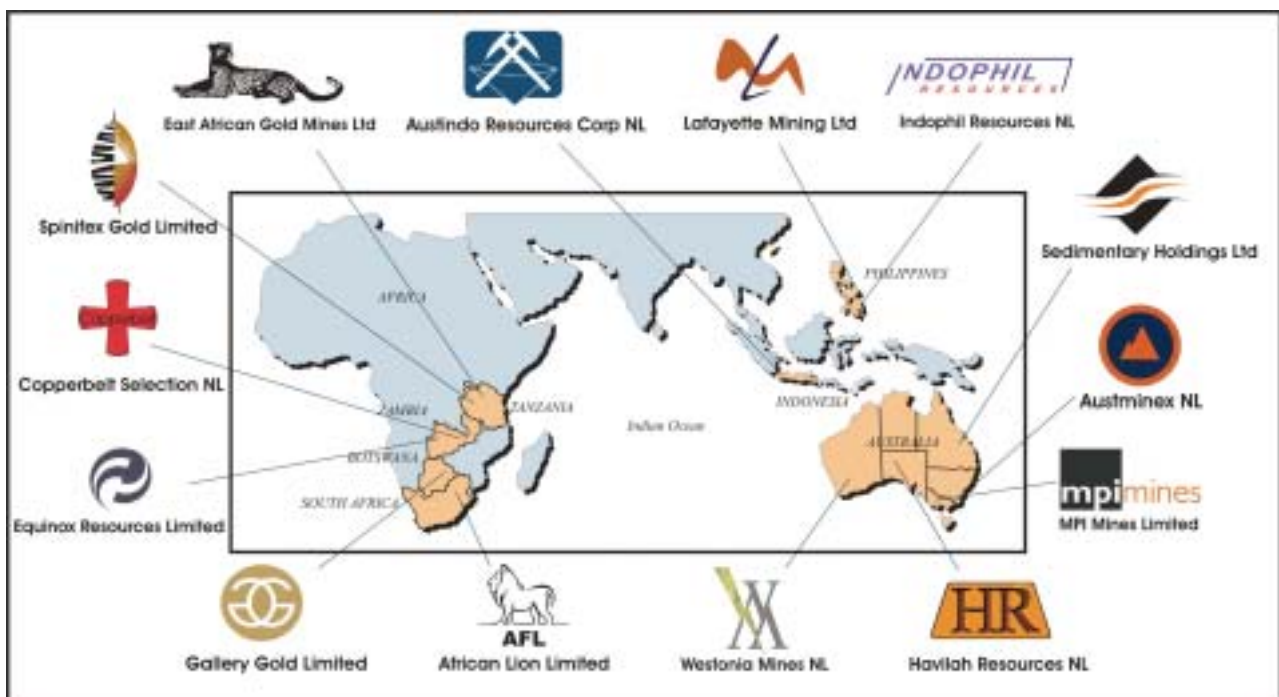 East African Gold Mines Ltd
Austindo Resources Corp NL
Lafayette Mining Ltd
INDOPHIL
RESOURCES
Indophil Resources NL
Spinifex Gold Limited
Sedimentary Holdings Ltd
AFRICA
PHILIPPINES
Copperbelt
Copperbelt Selection NL
ZAMBIA
TANZANIA
INDONESIA
Indian Ocean
AUSTRALIA
Austminex NL
BOTSWANA
SOUTH AFRICA
Equinox Resources Limited
mpimines
MPI Mines Limited
Gallery Gold Limited
AFL
African Lion Limited
Westonia Mines NL
HR
Havilah Resources NL